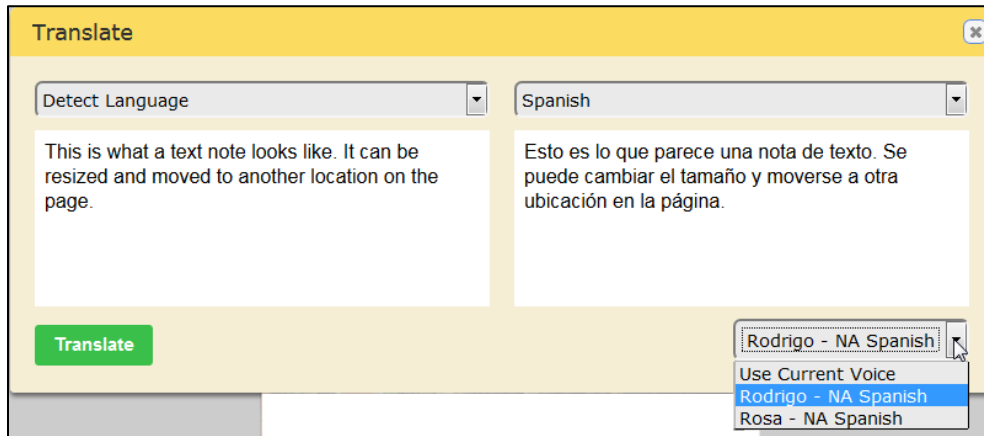 Translate
Detect Language
Spanish
This is what a text note looks like. It can be
resized and moved to another location on the
page.
Esto es lo que parece una nota de texto. Se
puede cambiar el tamaño y moverse a otra
ubicación en la página.
Translate
Rodrigo - NA Spanish
Use Current Voice
Rodrigo - NA Spanish
Rosa - NA Spanish